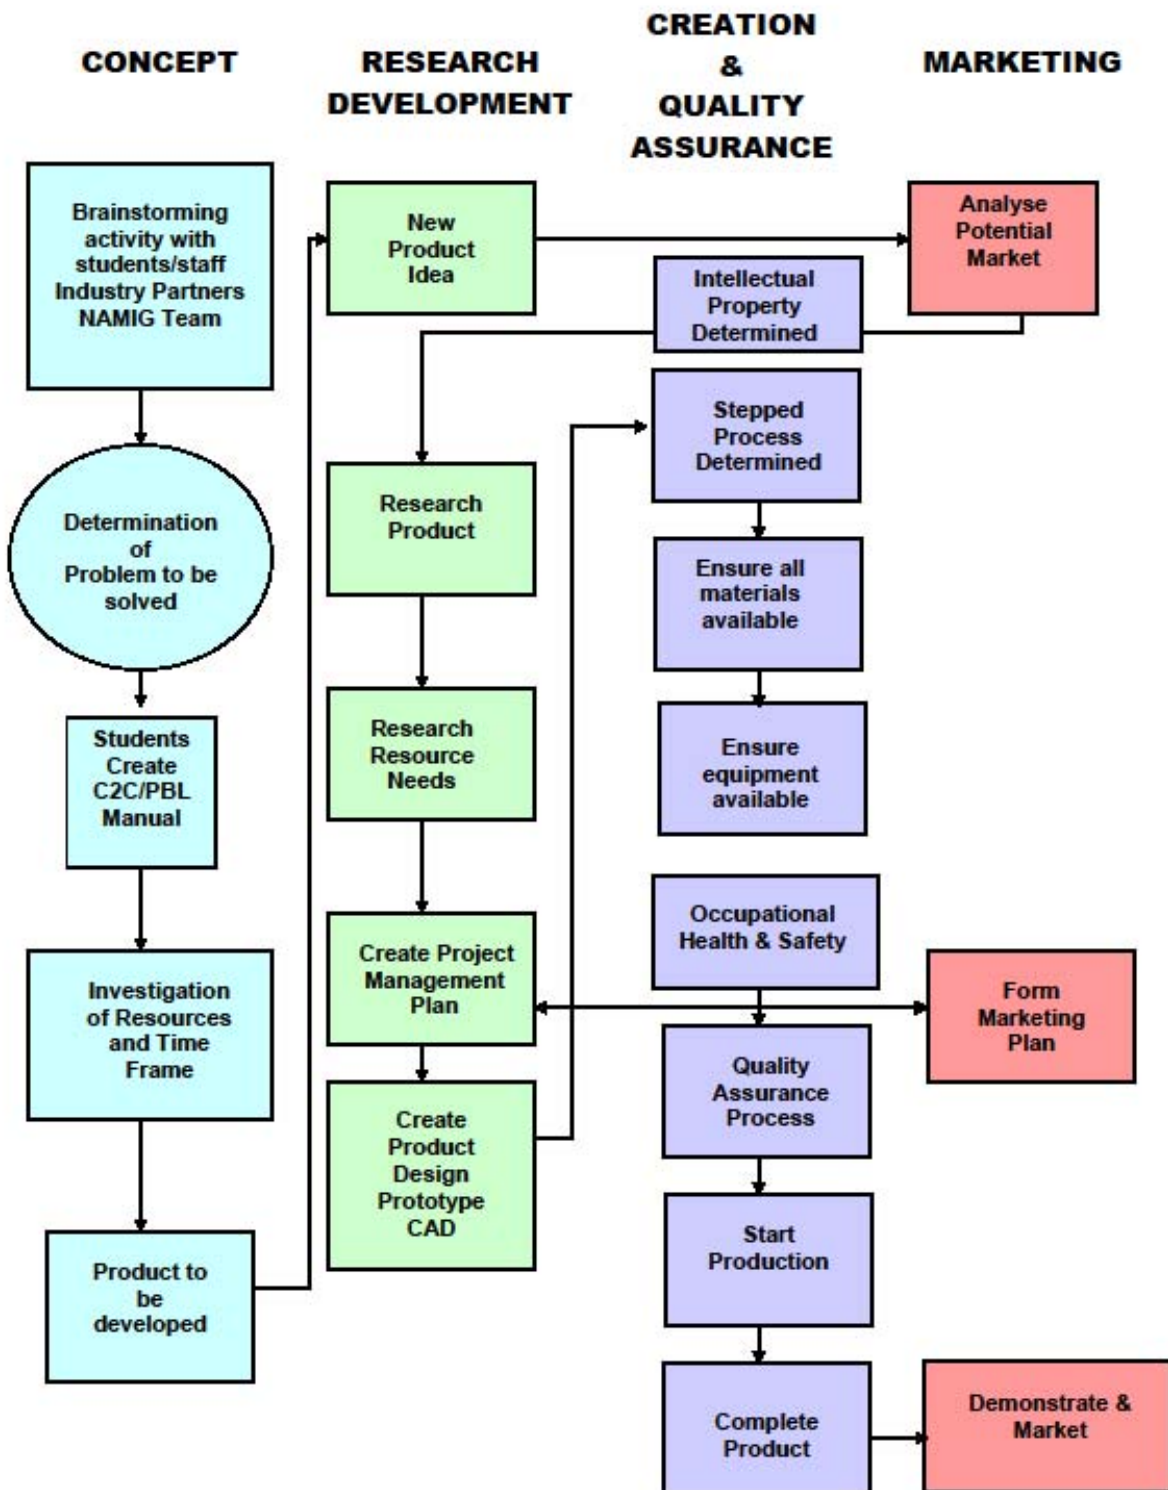 CONCEPT
RESEARCH
DEVELOPMENT
CREATION
&
QUALITY
ASSURANCE
MARKETING
Brainstorming
activity with
students/staff
Industry Partners
NAMIG Team
Determination
of
Problem to be
solved
Students
Create
C2C/PBL
Manual
Investigation
of Resources
and Time
Frame
Product to
be
developed
New
Product
Idea
Research
Product
Research
Resource
Needs
Create Project
Management
Plan
Create
Product
Design
Prototype
CAD
Intellectual
Property
Determined
Stepped
Process
Determined
Ensure all
materials
available
Ensure
equipment
available
Occupational
Health & Safety
Quality
Assurance
Process
Start
Production
Complete
Product
Analyse
Potential
Market
Form
Marketing
Plan
Demonstrate &
Market